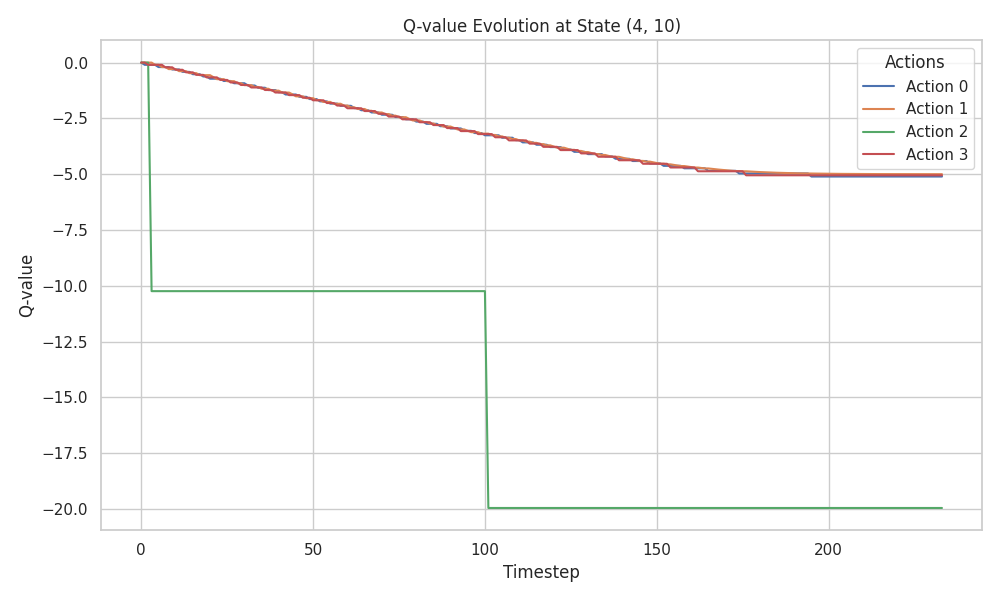 Q-value Evolution at State (4, 10)
Actions
Action 0
Action 1
Action 2
Action 3
Q-value
0.0
−2.5
−5.0
−7.5
−10.0
−12.5
−15.0
−17.5
−20.0
0 50 100 150 200
Timestep